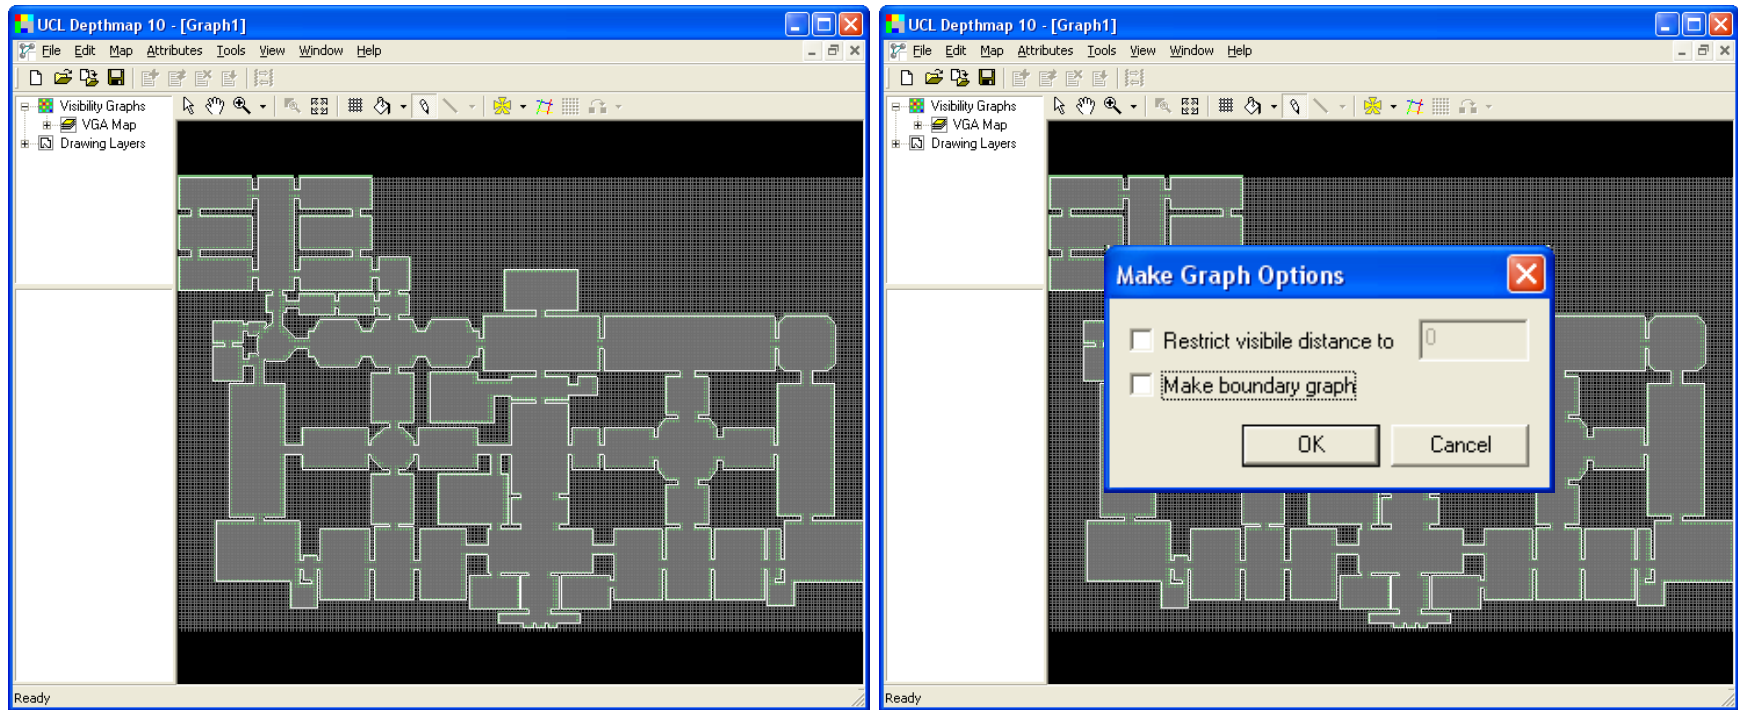 UCL Depthmap 10 - [Graph1]
File Edit Map Attributes Tools View Window Help
Visibility Graphs
VGA Map
Drawing Layers
Ready
UCL Depthmap 10 - [Graph1]
File Edit Map Attributes Tools View Window Help
Visibility Graphs
VGA Map
Drawing Layers
Make Graph Options
Restrict visibile distance to 0
Make boundary graph
OK Cancel
Ready